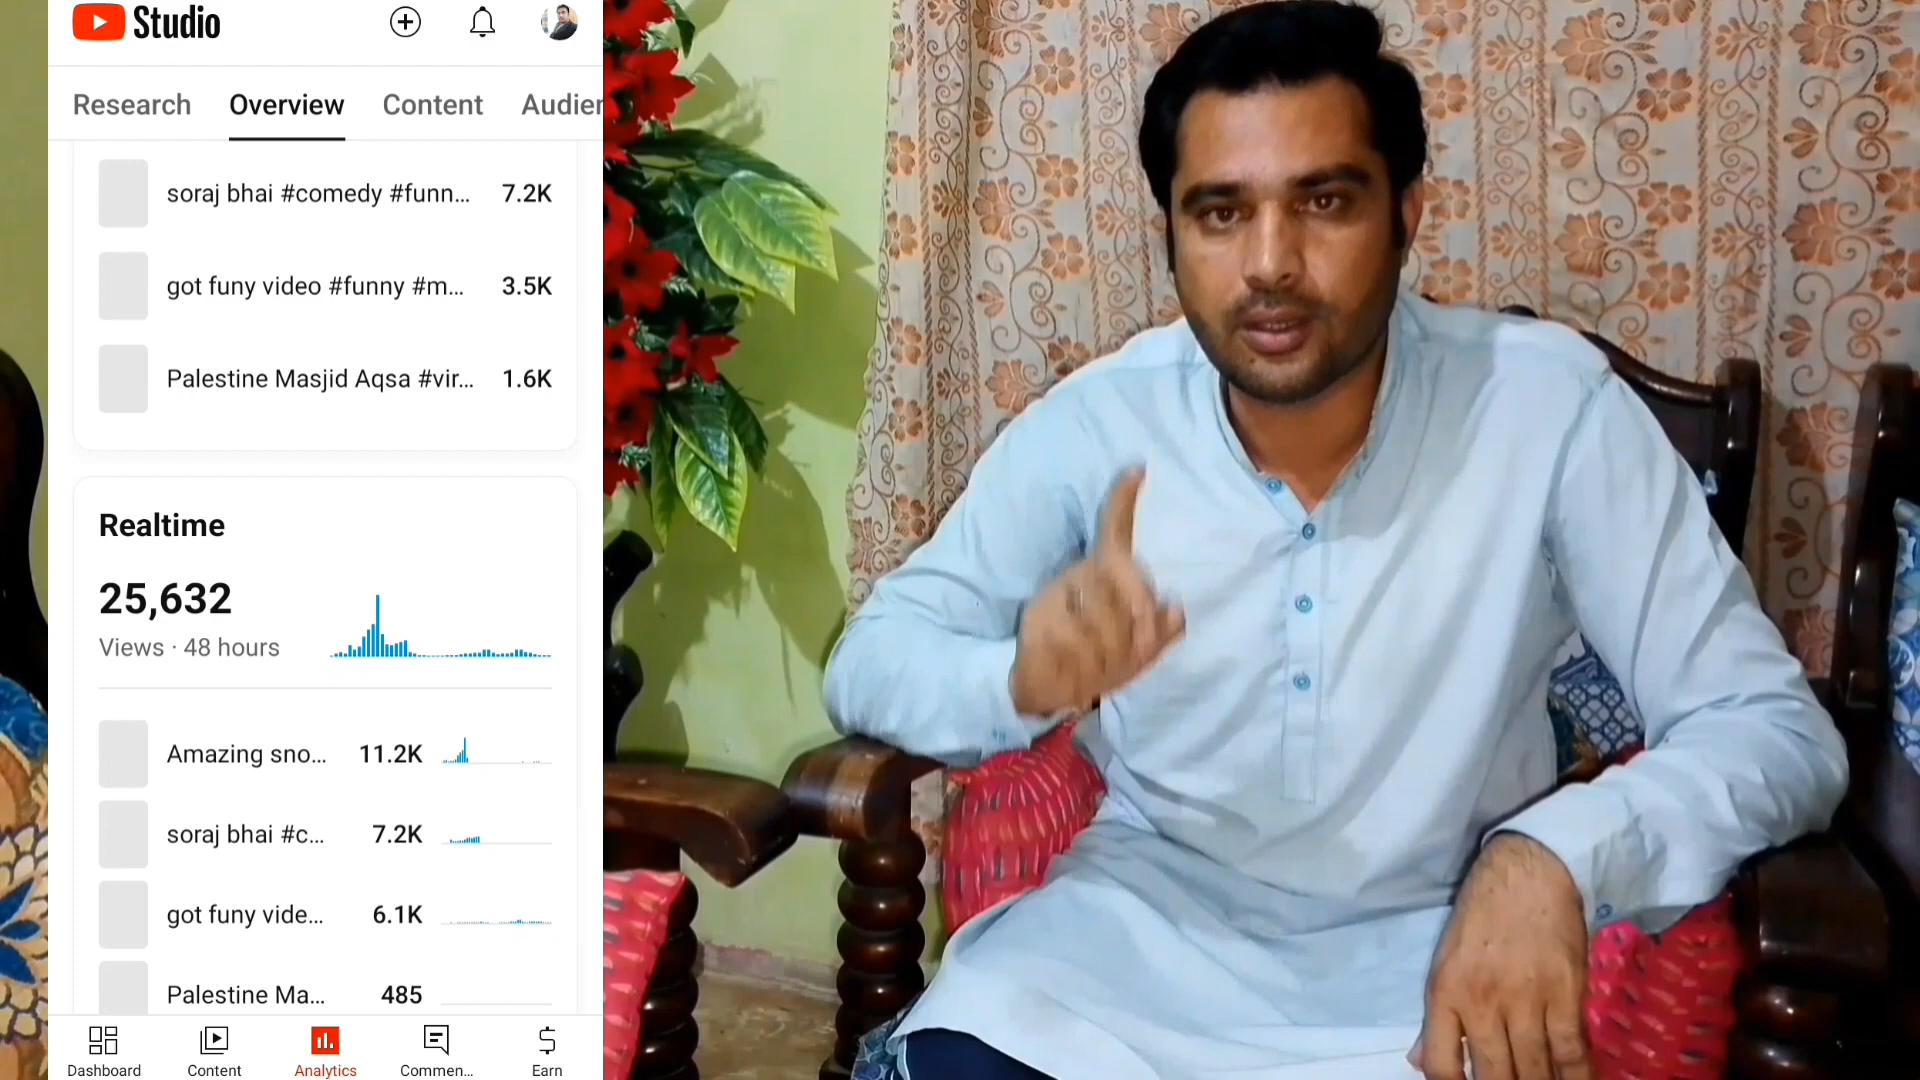 Studio
Research Overview Content Audien
soraj bhai #comedy #funn... 7.2K
got funy video #funny #m... 3.5K
Palestine Masjid Aqsa #vir... 1.6K
Realtime
25,632
Views · 48 hours
Amazing sno... 11.2K
soraj bhai #c... 7.2K
got funy vide... 6.1K
Palestine Ma... 485
Dashboard Content Analytics Commen... Earn